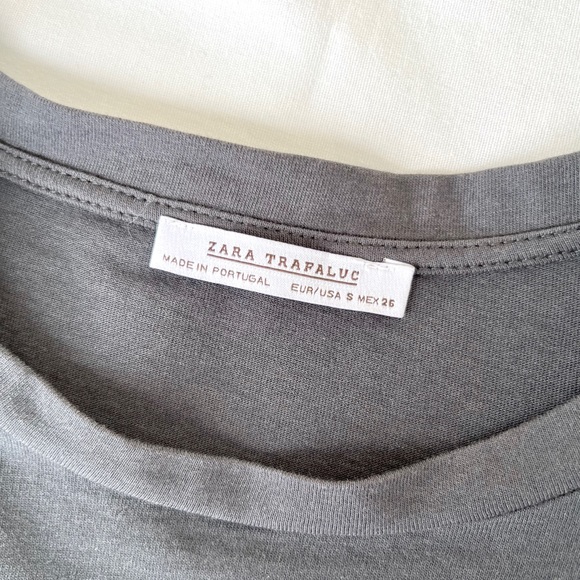 ZARA TRAFALUC
MADE IN PORTUGAL EUR/USA S MEX 26